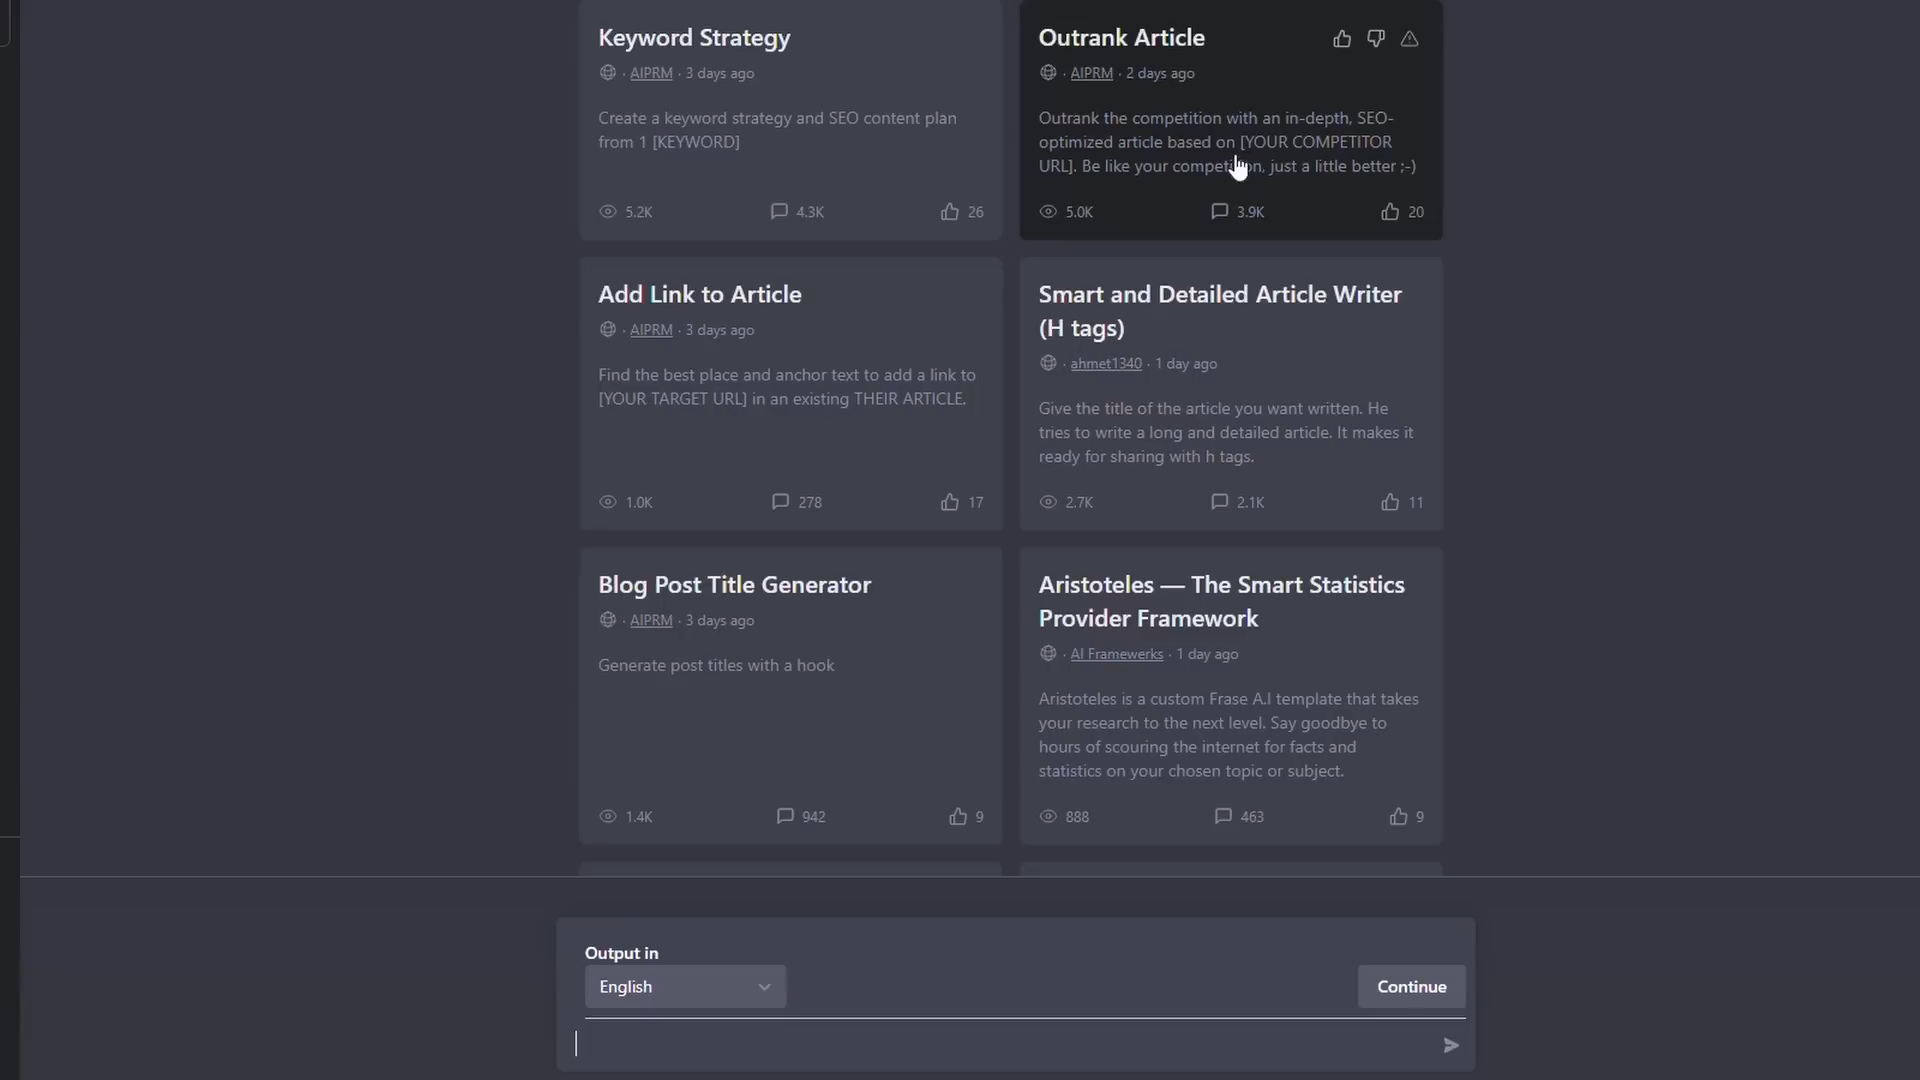 Keyword Strategy
· AIPRM · 3 days ago
Create a keyword strategy and SEO content plan
from 1 [KEYWORD]
5.2K 4.3K 26
Outrank Article
· AIPRM · 2 days ago
Outrank the competition with an in-depth, SEO-
optimized article based on [YOUR COMPETITOR
URL]. Be like your competition, just a little better ;-)
5.0K 3.9K 20
Add Link to Article
· AIPRM · 3 days ago
Find the best place and anchor text to add a link to
[YOUR TARGET URL] in an existing THEIR ARTICLE.
1.0K 278 17
Smart and Detailed Article Writer
(H tags)
· ahmet1340 · 1 day ago
Give the title of the article you want written. He
tries to write a long and detailed article. It makes it
ready for sharing with h tags.
2.7K 2.1K 11
Blog Post Title Generator
· AIPRM · 3 days ago
Generate post titles with a hook
1.4K 942 9
Aristoteles — The Smart Statistics
Provider Framework
· AI Framewerks · 1 day ago
Aristoteles is a custom Frase A.I template that takes
your research to the next level. Say goodbye to
hours of scouring the internet for facts and
statistics on your chosen topic or subject.
888 463 9
Output in
English
Continue